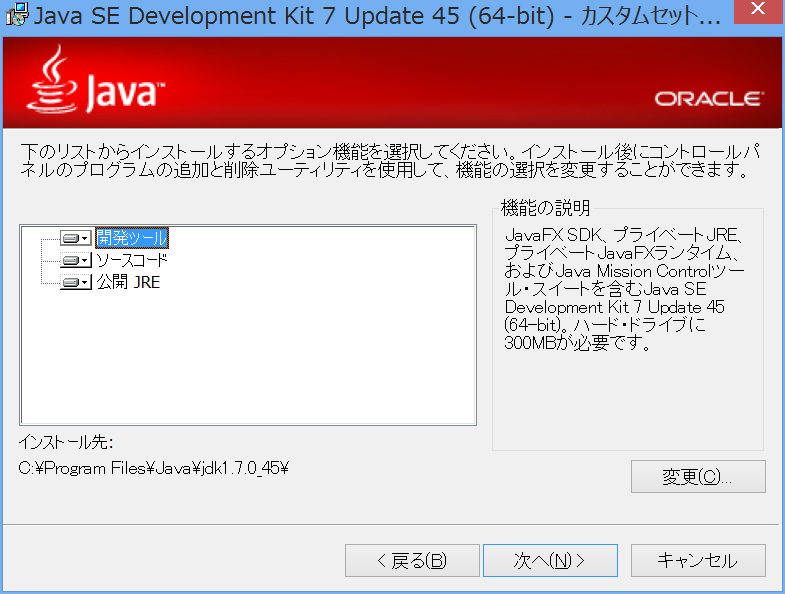 Java SE Development Kit 7 Update 45 (64-bit) - カスタムセット...
Java™
ORACLE®
下のリストからインストールするオプション機能を選択してください。インストール後にコントロールパ
ネルのプログラムの追加と削除ユーティリティを使用して、機能の選択を変更することができます。
開発ツール
ソースコード
公開 JRE
機能の説明
JavaFX SDK、プライベートJRE、
プライベートJavaFXランタイム、
およびJava Mission Controlツー
ル・スイートを含むJava SE
Development Kit 7 Update 45
(64-bit)。ハード・ドライブに
300MBが必要です。
インストール先:
C:¥Program Files¥Java¥jdk1.7.0_45¥
変更(C)...
< 戻る(B)
次へ(N) >
キャンセル